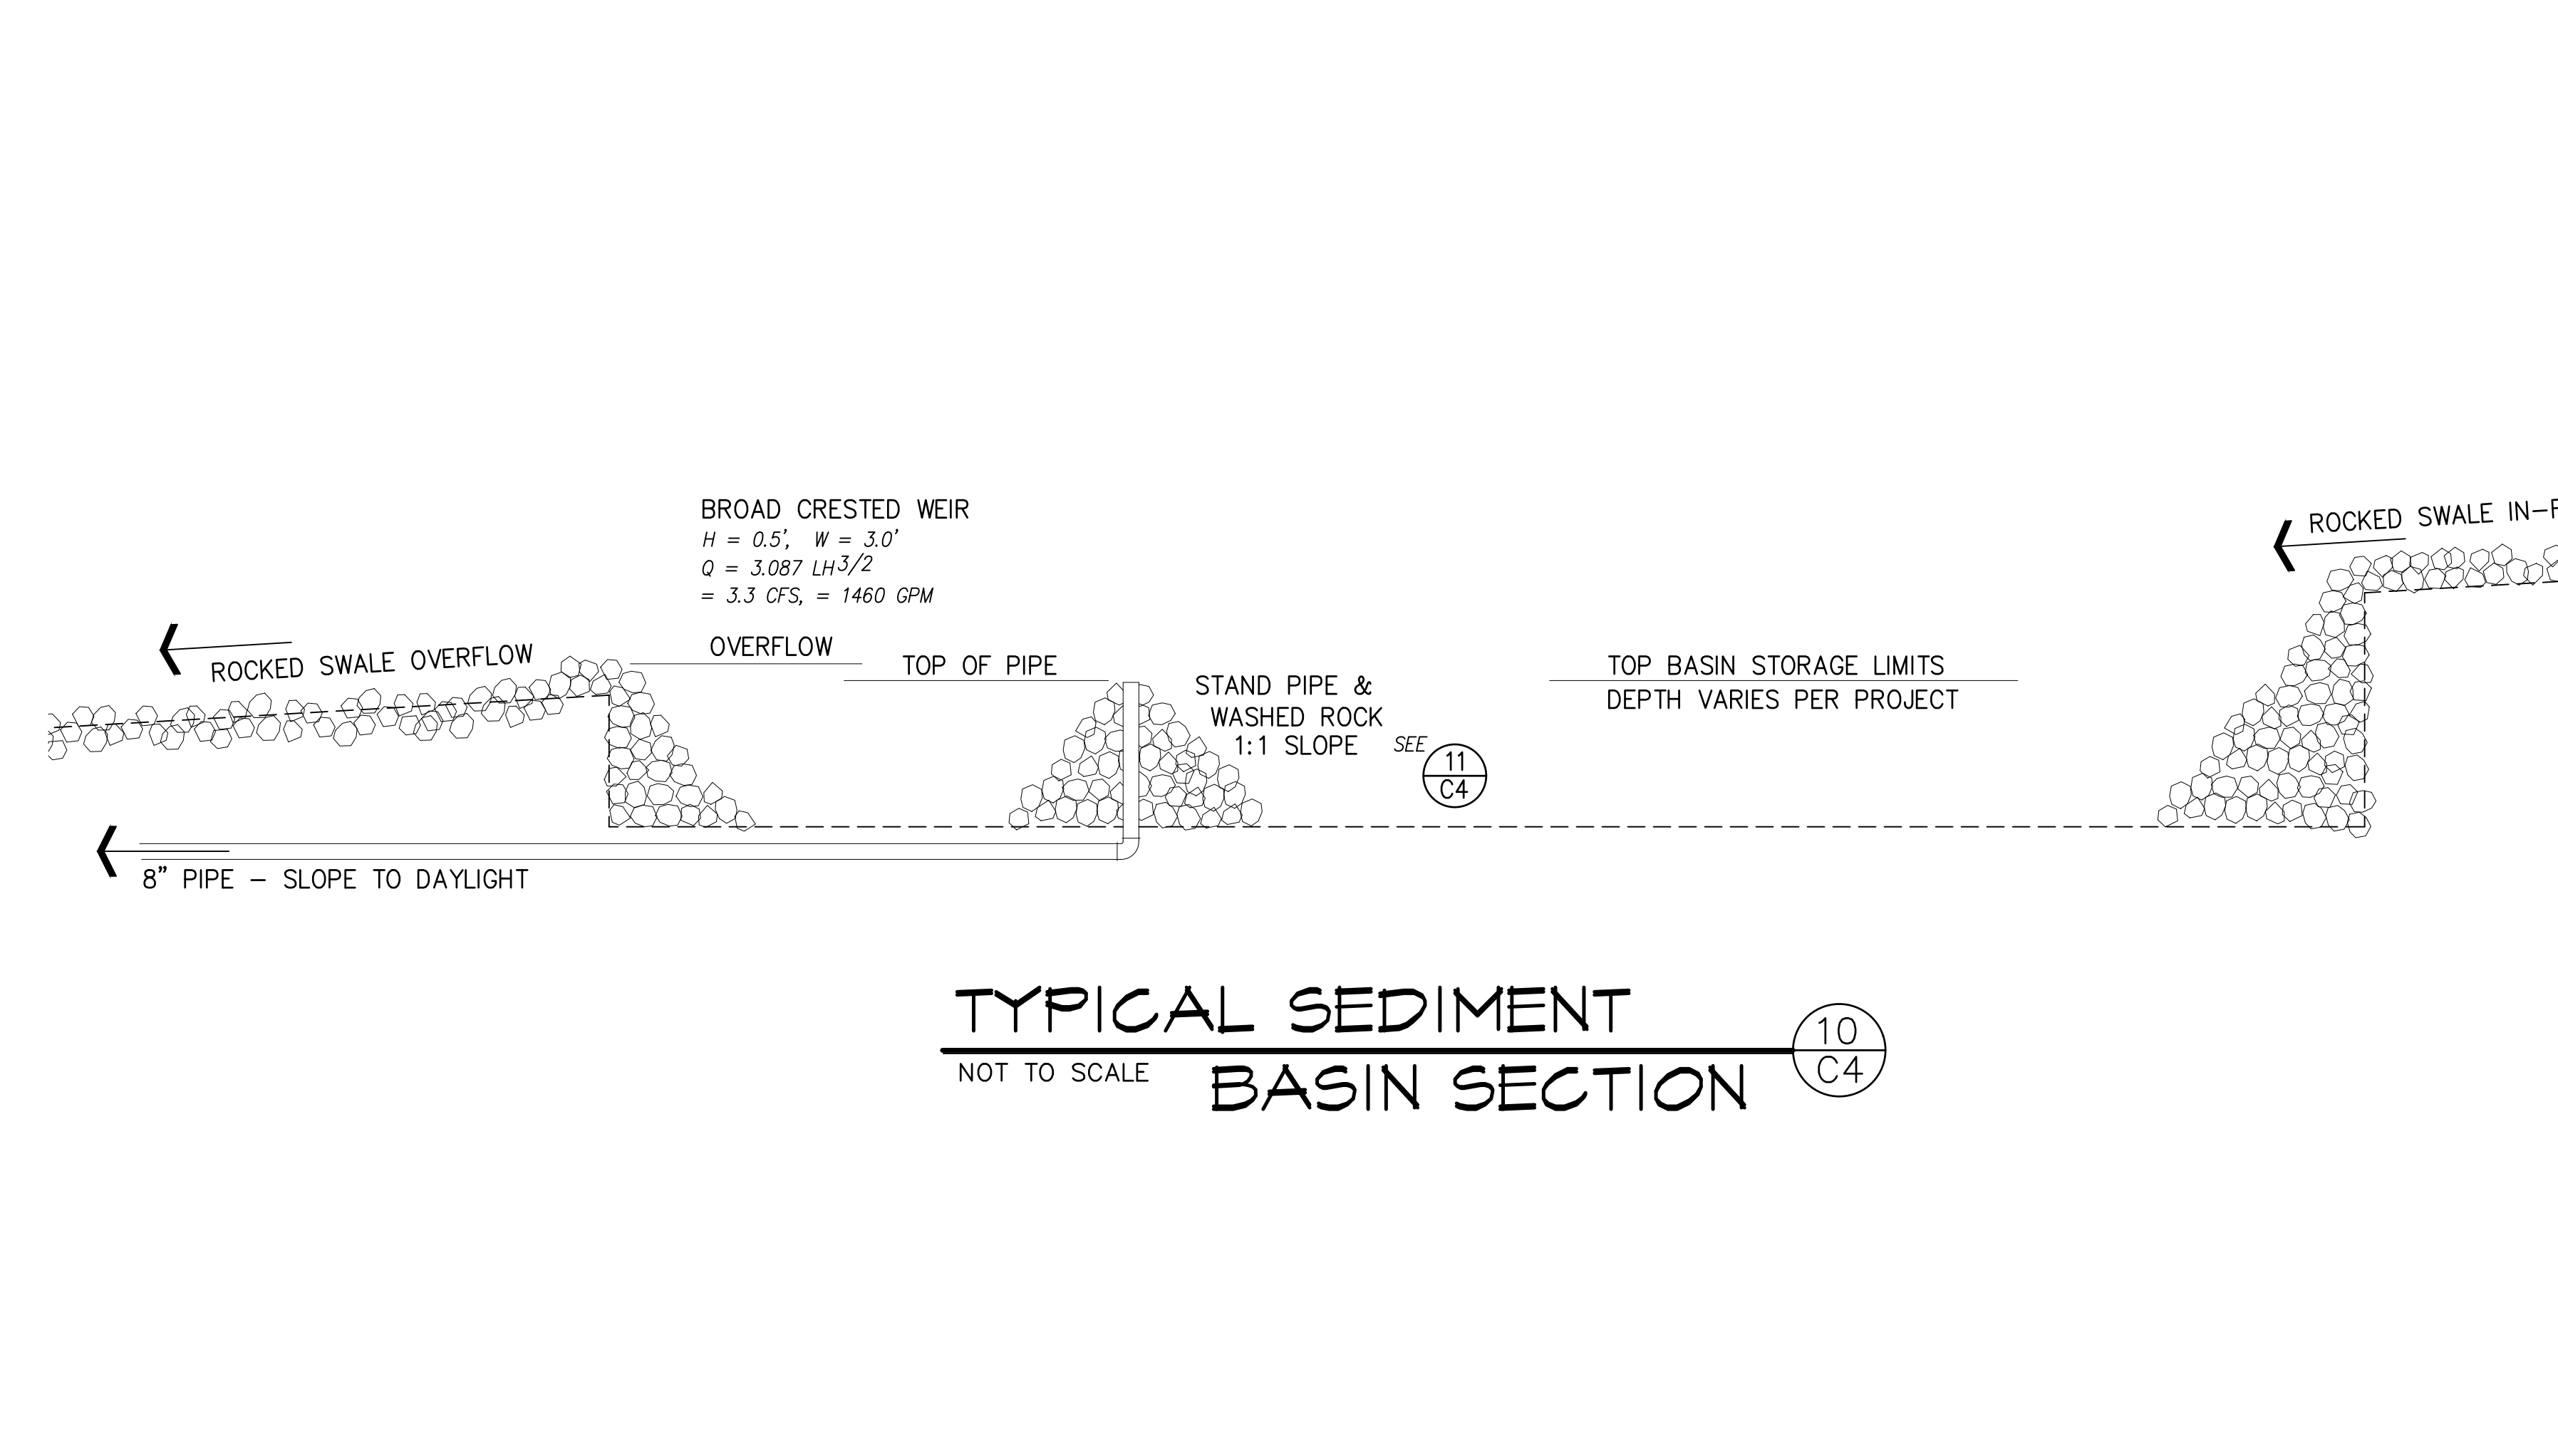 BROAD CRESTED WEIR
H = 0.5’, W = 3.0’
Q = 3.087 LH3/2
= 3.3 CFS, = 1460 GPM
ROCKED SWALE IN-
OVERFLOW
ROCKED SWALE OVERFLOW
TOP OF PIPE
TOP BASIN STORAGE LIMITS
DEPTH VARIES PER PROJECT
STAND PIPE &
WASHED ROCK
1:1 SLOPE SEE
11
C4
8” PIPE – SLOPE TO DAYLIGHT
TYPICAL SEDIMENT
BASIN SECTION
NOT TO SCALE
10
C4